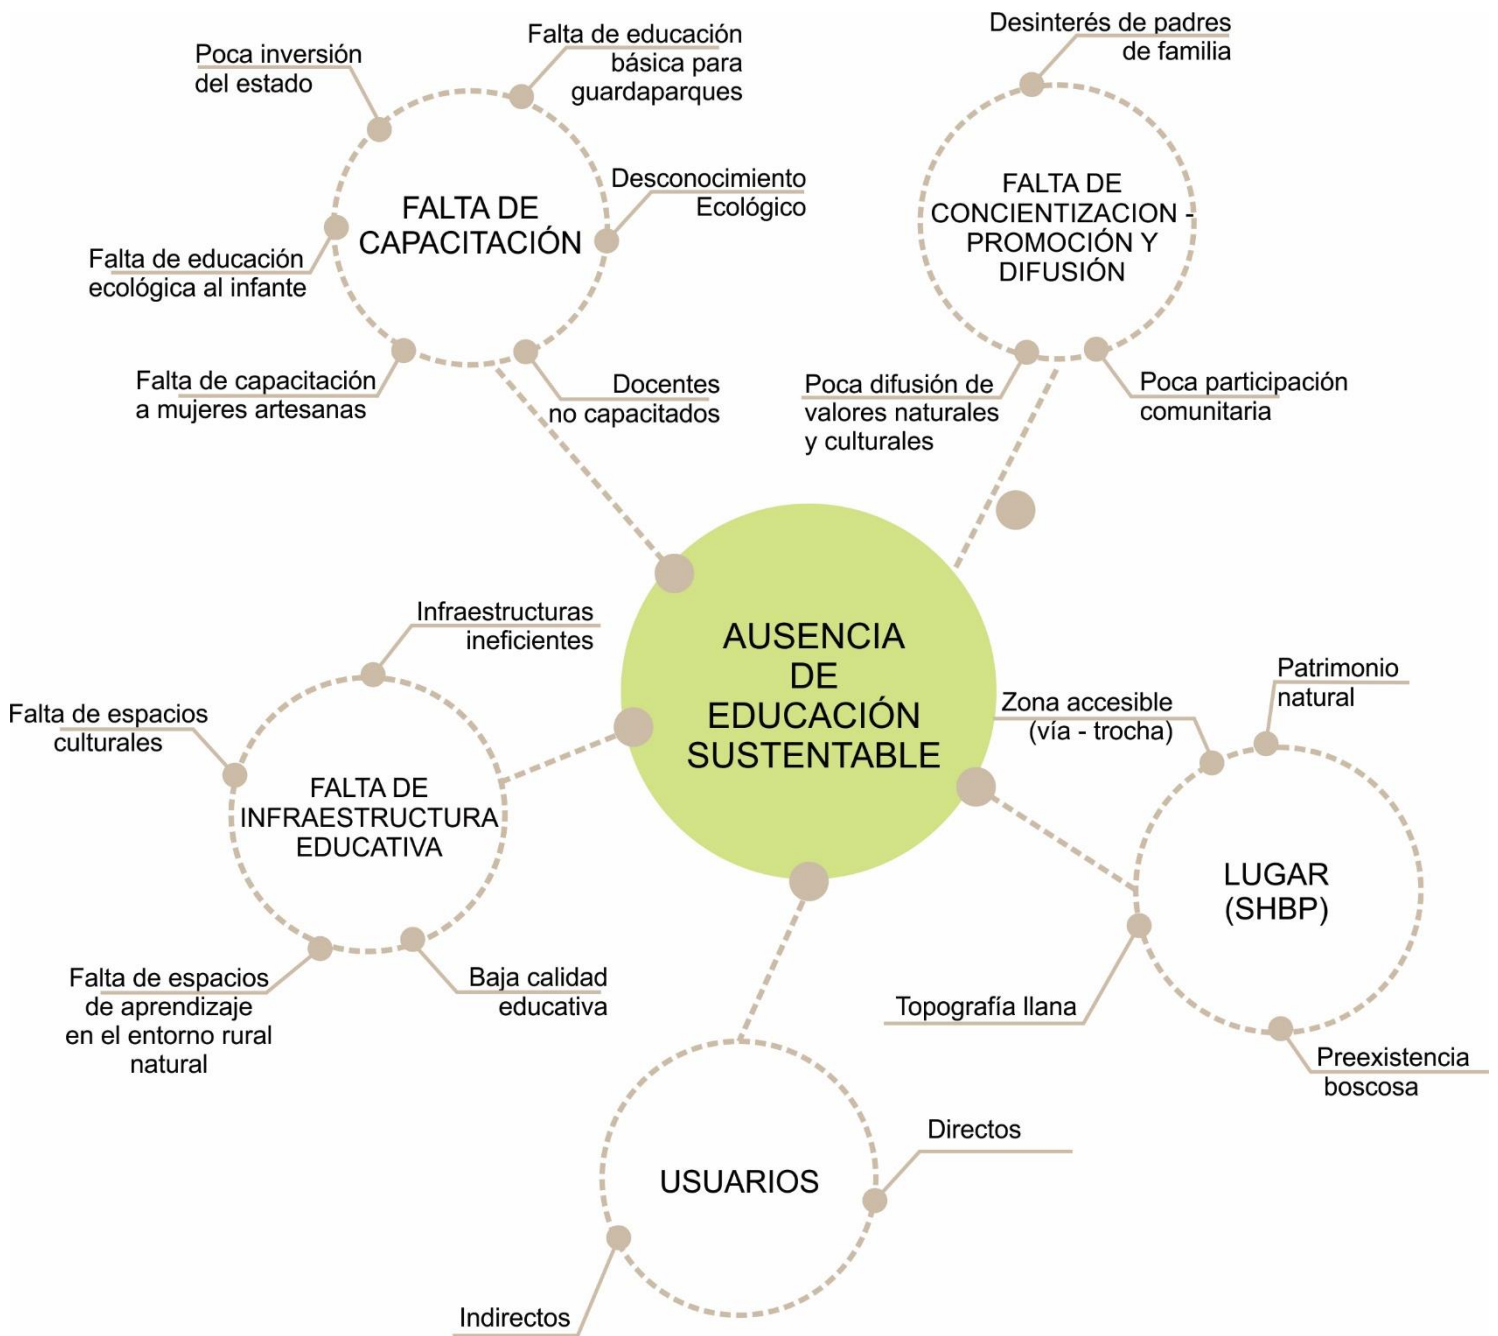 Poca inversión
del estado
Falta de educación
básica para
guardaparques
Desconocimiento
Ecológico
FALTA DE
CAPACITACIÓN
Falta de educación
ecológica al infante
Falta de capacitación
a mujeres artesanas
Docentes
no capacitados
Desinterés de padres
de familia
FALTA DE
CONCIENTIZACION -
PROMOCIÓN Y
DIFUSIÓN
Poca difusión de
valores naturales
y culturales
Poca participación
comunitaria
AUSENCIA
DE
EDUCACIÓN
SUSTENTABLE
Infraestructuras
ineficientes
Falta de espacios
culturales
FALTA DE
INFRAESTRUCTURA
EDUCATIVA
Falta de espacios
de aprendizaje
en el entorno rural
natural
Baja calidad
educativa
Zona accesible
(vía - trocha)
Patrimonio
natural
LUGAR
(SHBP)
Topografía llana
Preexistencia
boscosa
Directos
USUARIOS
Indirectos